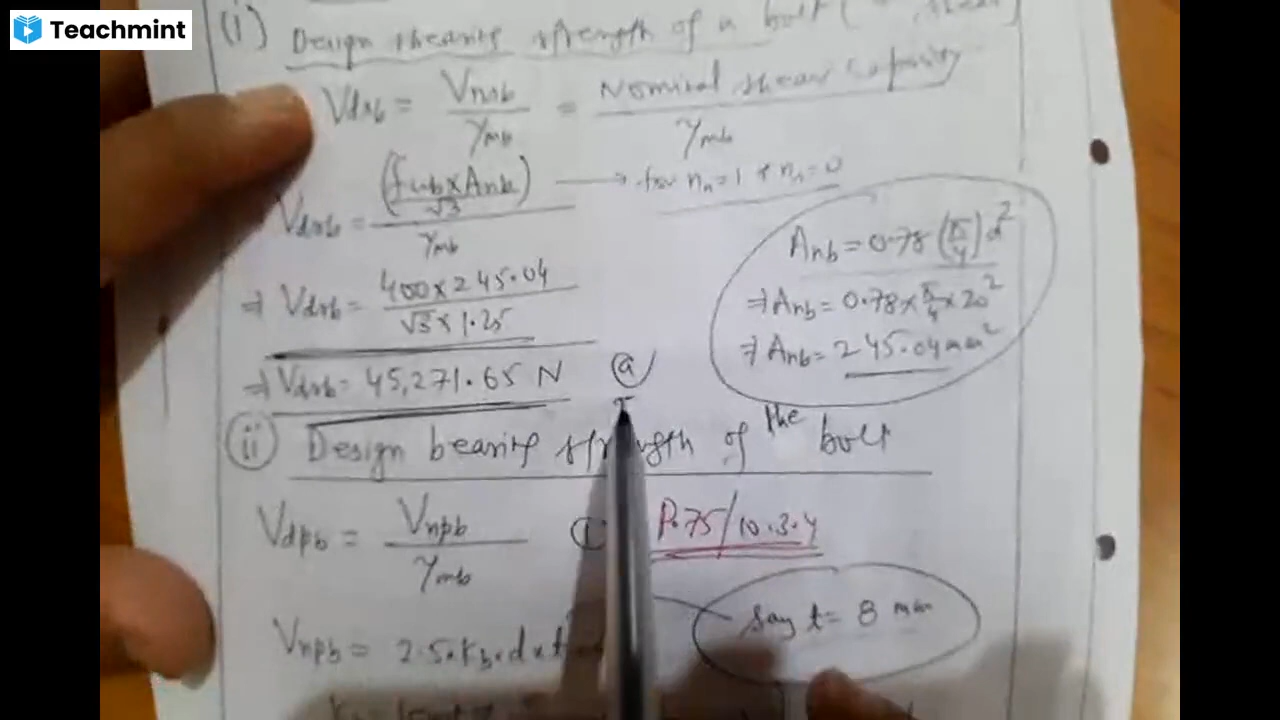 Teachmint
(i) Design shearing strength of a bolt (
Vdsb = Vnsb / γmb = Nominal shear capacity / γmb
Vdsb = (fub × Anb / √3) / γmb → for nn = 1 & ns = 0
Anb = 0.78 (π/4) d²
⇒ Anb = 0.78 × π/4 × 20²
⇒ Anb = 245.04 mm²
⇒ Vdsb = 400 × 245.04 / √3 × 1.25
⇒ Vdsb = 45,271.65 N (a)
(ii) Design bearing strength of the bolt
Vdpb = Vnpb / γmb P.75/10.3.4
say t = 8 mm
Vnpb = 2.5 × kb × d × t